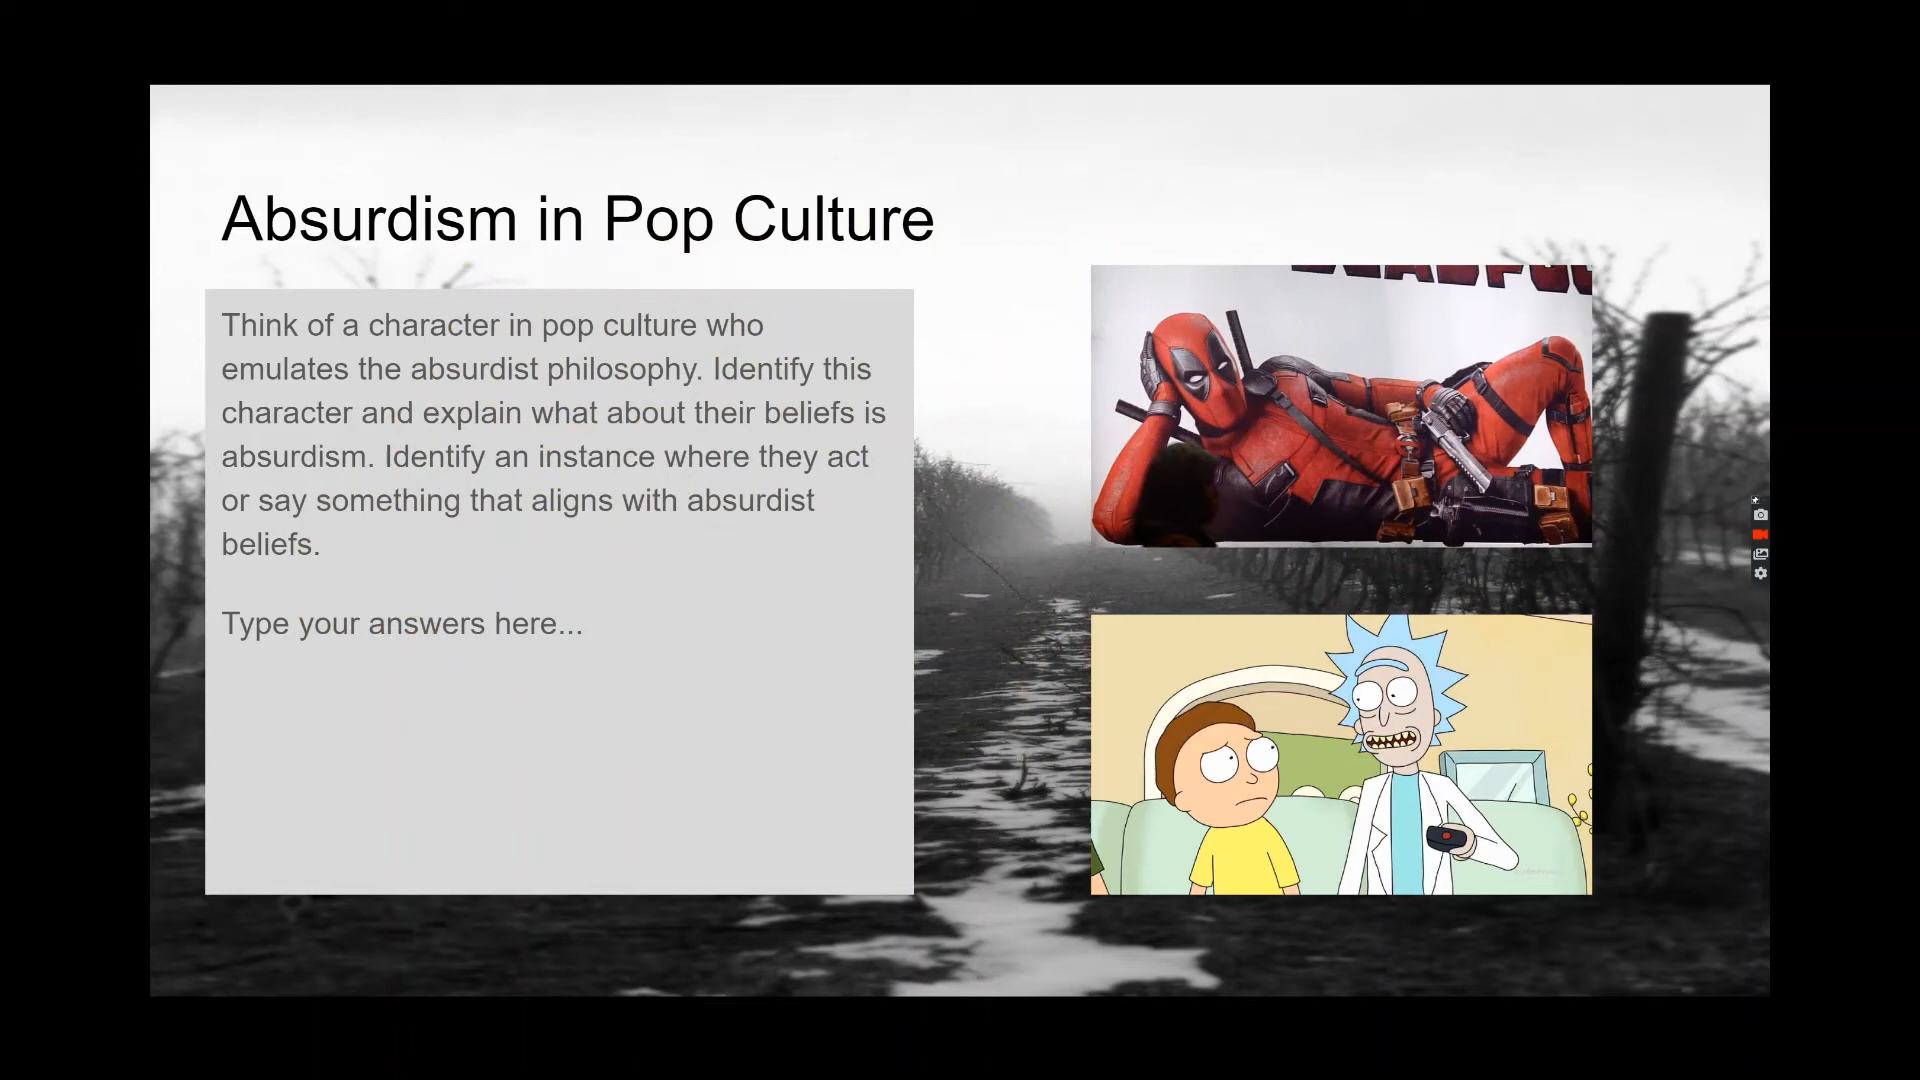 Absurdism in Pop Culture
Think of a character in pop culture who
emulates the absurdist philosophy. Identify this
character and explain what about their beliefs is
absurdism. Identify an instance where they act
or say something that aligns with absurdist
beliefs.
Type your answers here...